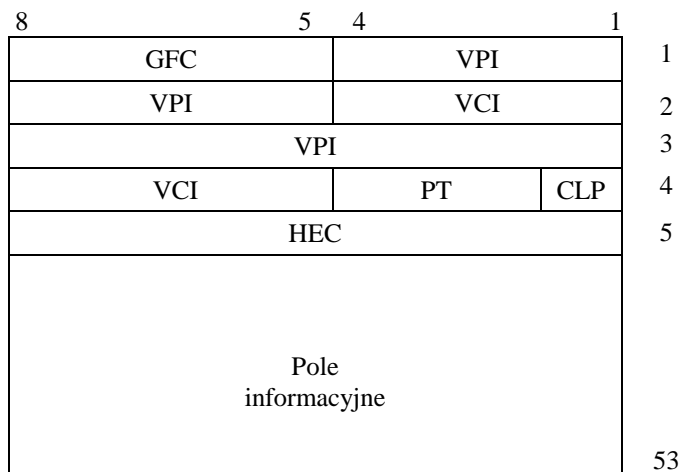 8 5 4 1
GFC VPI 1
VPI VCI 2
VPI 3
VCI PT CLP 4
HEC 5
Pole
informacyjne
53